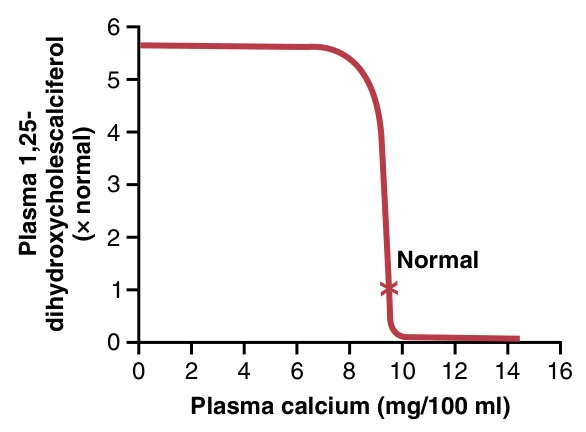 Plasma 1,25-
dihydroxycholescalciferol
(× normal)
6
5
4
3
2
1
0
Normal
0 2 4 6 8 10 12 14 16
Plasma calcium (mg/100 ml)